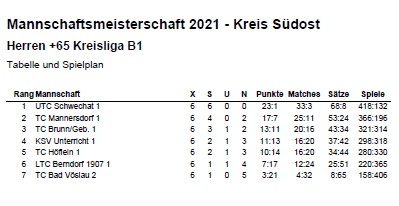 Mannschaftsmeisterschaft 2021 - Kreis Südost
Herren +65 Kreisliga B1
Tabelle und Spielplan
Rang Mannschaft X S U N Punkte Matches Sätze Spiele
1 UTC Schwechat 1 6 6 0 0 23:1 33:3 68:8 418:132
2 TC Mannersdorf 1 6 4 0 2 17:7 25:11 53:24 366:196
3 TC Brunn/Geb. 1 6 3 1 2 13:11 20:16 43:34 321:314
4 KSV Unterricht 1 6 2 1 3 11:13 16:20 37:42 298:318
5 TC Höflein 1 6 2 1 3 10:14 16:20 34:44 280:330
6 LTC Berndorf 1907 1 6 1 1 4 7:17 12:24 25:51 220:365
7 TC Bad Vöslau 2 6 1 0 5 3:21 4:32 8:65 158:406